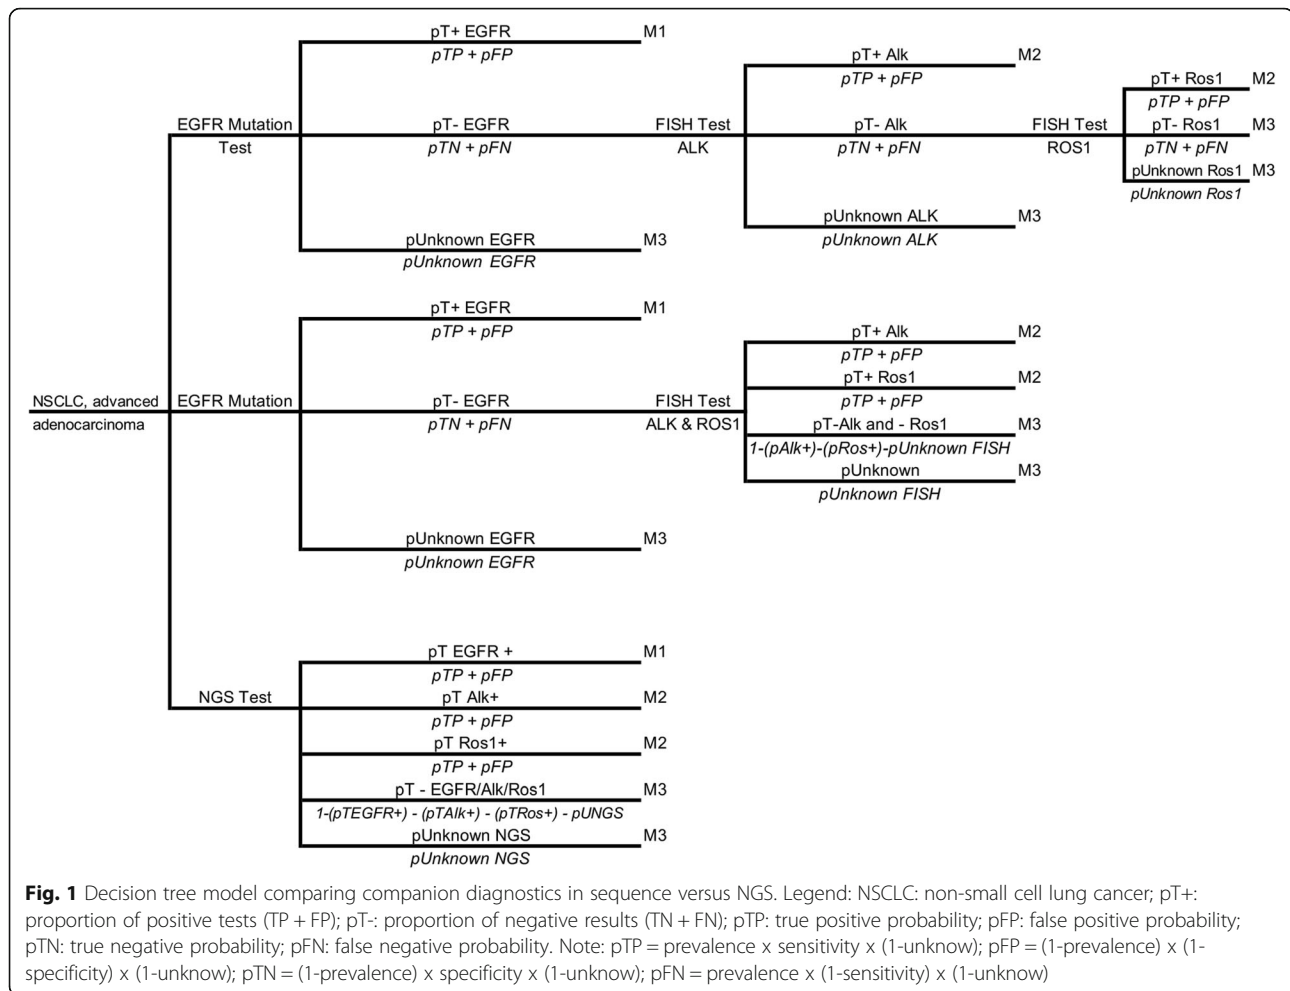 pT+ EGFR M1
pTP + pFP
pT+ Alk M2
pTP + pFP
pT+ Ros1 M2
pTP + pFP
EGFR Mutation pT- EGFR FISH Test pT- Alk FISH Test pT- Ros1 M3
Test pTN + pFN ALK pTN + pFN ROS1 pTN + pFN
pUnknown Ros1 M3
pUnknown Ros1
pUnknown ALK M3
pUnknown ALK
pUnknown EGFR M3
pUnknown EGFR
pT+ EGFR M1
pTP + pFP
pT+ Alk M2
pTP + pFP
pT+ Ros1 M2
pTP + pFP
NSCLC, advanced EGFR Mutation pT- EGFR FISH Test
adenocarcinoma pTN + pFN ALK & ROS1
pT-Alk and - Ros1 M3
1-(pAlk+)-(pRos+)-pUnknown FISH
pUnknown M3
pUnknown FISH
pUnknown EGFR M3
pUnknown EGFR
pT EGFR + M1
pTP + pFP
NGS Test pT Alk+ M2
pTP + pFP
pT Ros1+ M2
pTP + pFP
pT - EGFR/Alk/Ros1 M3
1-(pTEGFR+) - (pTAlk+) - (pTRos+) - pUNGS
pUnknown NGS M3
pUnknown NGS
Fig. 1 Decision tree model comparing companion diagnostics in sequence versus NGS. Legend: NSCLC: non-small cell lung cancer; pT+:
proportion of positive tests (TP + FP); pT-: proportion of negative results (TN + FN); pTP: true positive probability; pFP: false positive probability;
pTN: true negative probability; pFN: false negative probability. Note: pTP = prevalence x sensitivity x (1-unknow); pFP = (1-prevalence) x (1-
specificity) x (1-unknow); pTN = (1-prevalence) x specificity x (1-unknow); pFN = prevalence x (1-sensitivity) x (1-unknow)